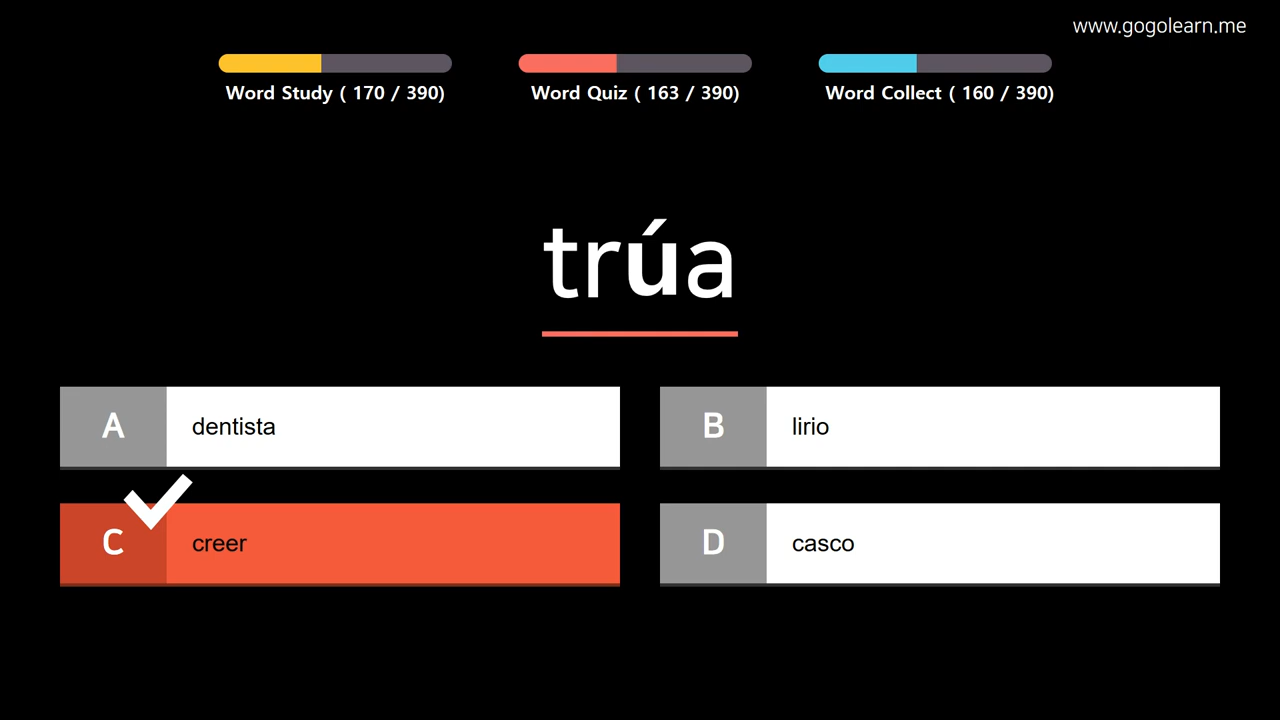 www.gogolearn.me
Word Study ( 170 / 390)
Word Quiz ( 163 / 390)
Word Collect ( 160 / 390)
trúa
A dentista
B lirio
C creer
D casco